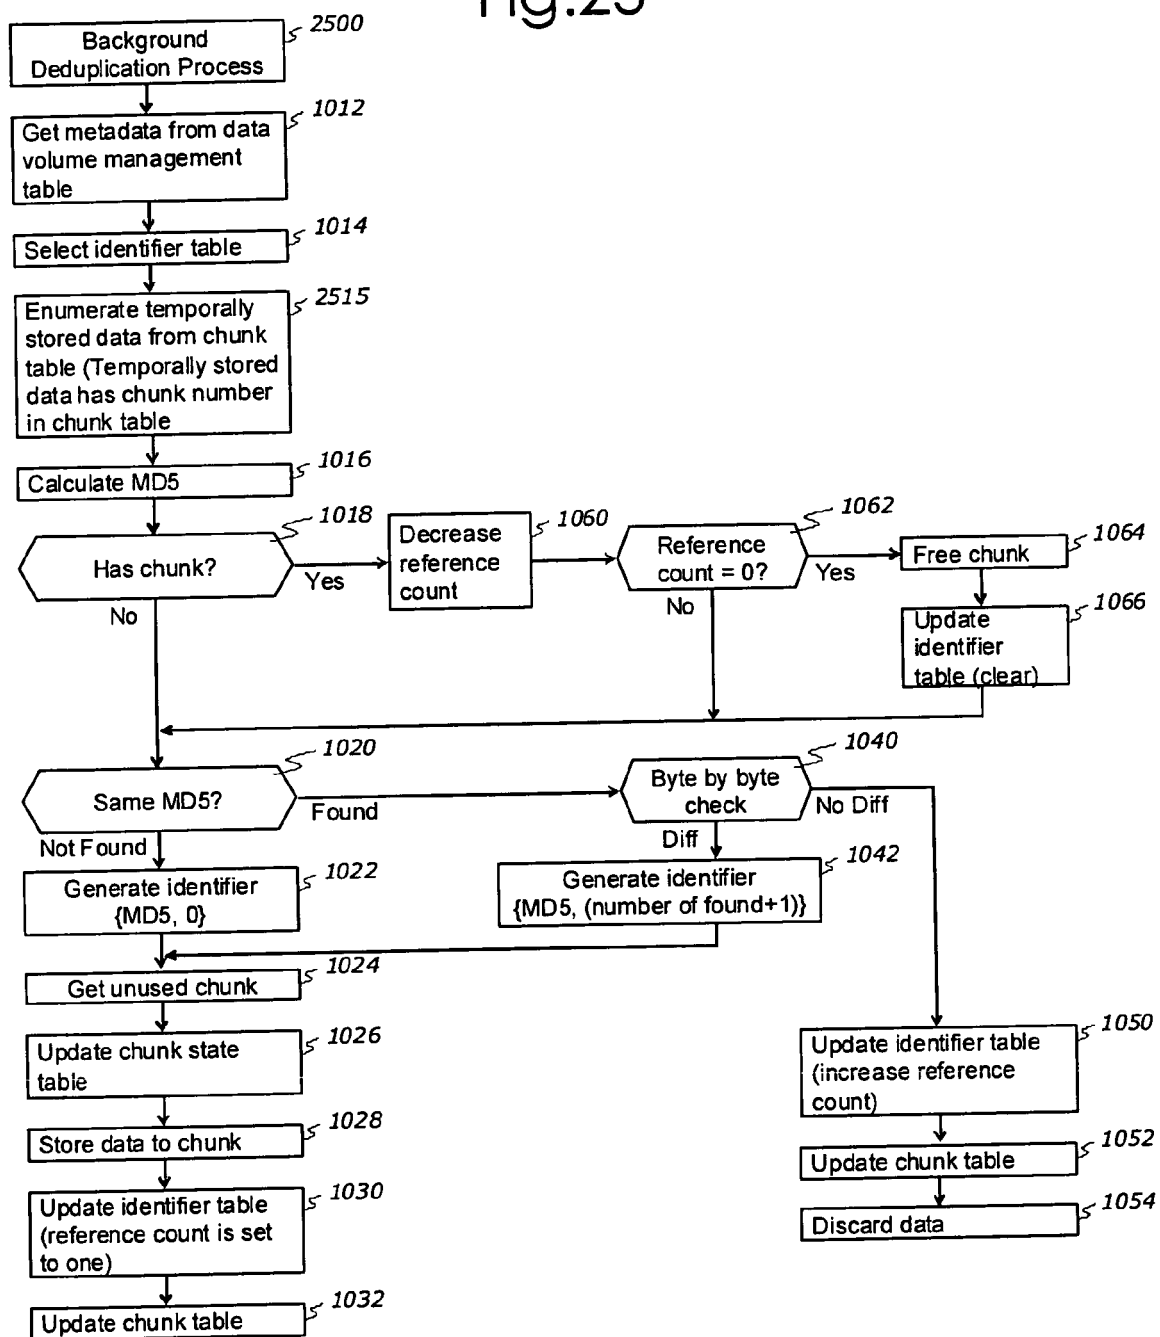 Fig.25
Background
Deduplication Process
2500
Get metadata from data
volume management
table
1012
Select identifier table
1014
Enumerate temporally
stored data from chunk
table (Temporally stored
data has chunk number
in chunk table
2515
Calculate MD5
1016
Has chunk?
1018
Yes
No
Decrease
reference
count
1060
Reference
count = 0?
1062
Yes
No
Free chunk
1064
Update
identifier
table (clear)
1066
Same MD5?
1020
Found
Not Found
Byte by byte
check
1040
No Diff
Diff
Generate identifier
{MD5, 0}
1022
Generate identifier
{MD5, (number of found+1)}
1042
Get unused chunk
1024
Update chunk state
table
1026
Store data to chunk
1028
Update identifier table
(reference count is set
to one)
1030
Update chunk table
1032
Update identifier table
(increase reference
count)
1050
Update chunk table
1052
Discard data
1054